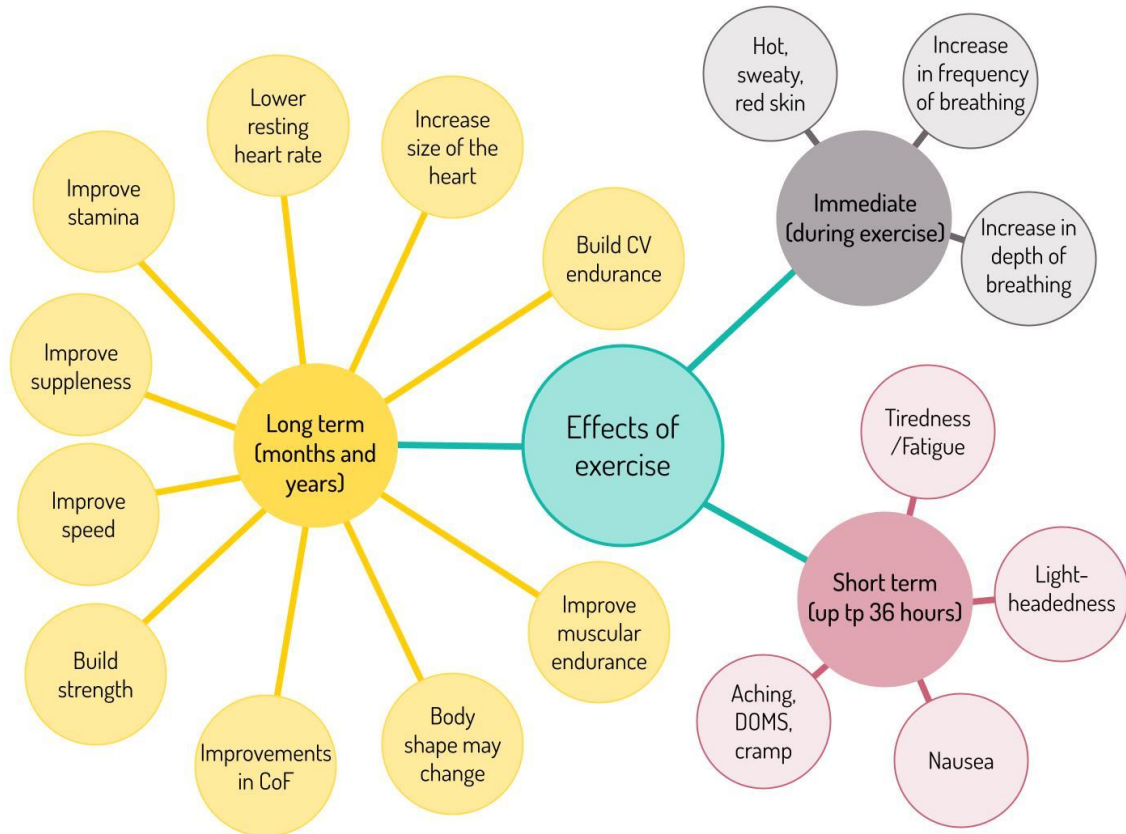 Effects of
exercise
Immediate
(during exercise)
Hot,
sweaty,
red skin
Increase
in frequency
of breathing
Increase in
depth of
breathing
Short term
(up tp 36 hours)
Tiredness
/Fatigue
Light-
headedness
Nausea
Aching,
DOMS,
cramp
Long term
(months and
years)
Build CV
endurance
Increase
size of the
heart
Lower
resting
heart rate
Improve
stamina
Improve
suppleness
Improve
speed
Build
strength
Improvements
in CoF
Body
shape may
change
Improve
muscular
endurance